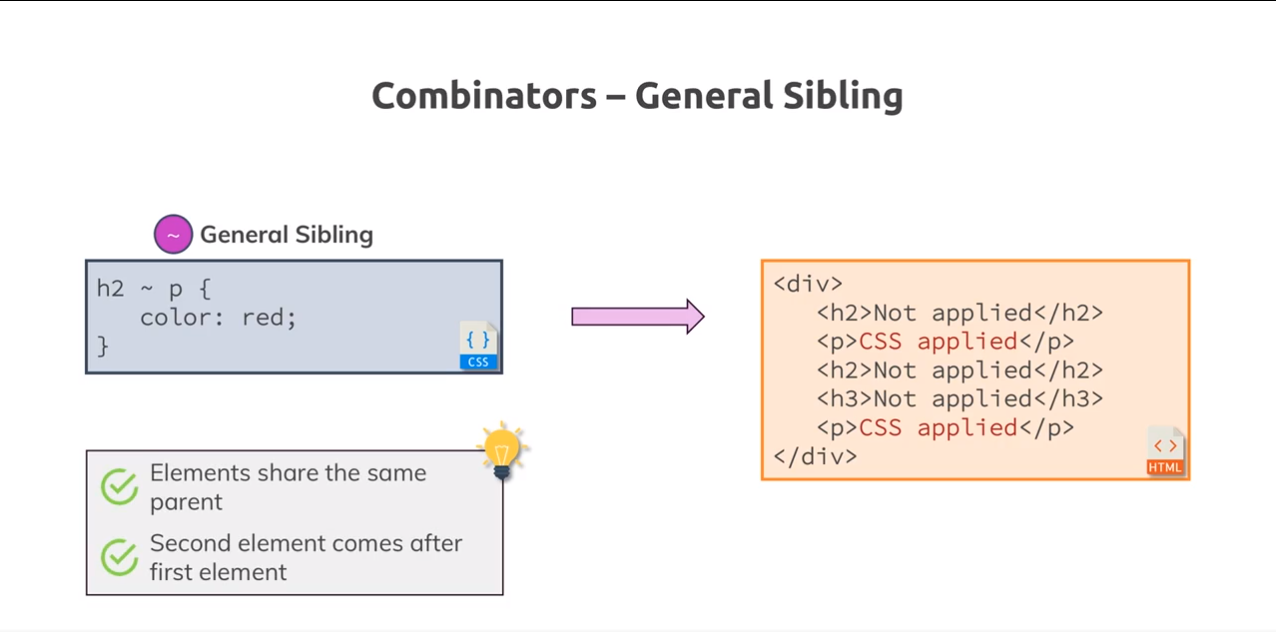 Combinators – General Sibling
~ General Sibling
h2 ~ p {
color: red;
}
{ }
CSS
Elements share the same
parent
Second element comes after
first element
<div>
<h2>Not applied</h2>
<p>CSS applied</p>
<h2>Not applied</h2>
<h3>Not applied</h3>
<p>CSS applied</p>
</div>
< >
HTML